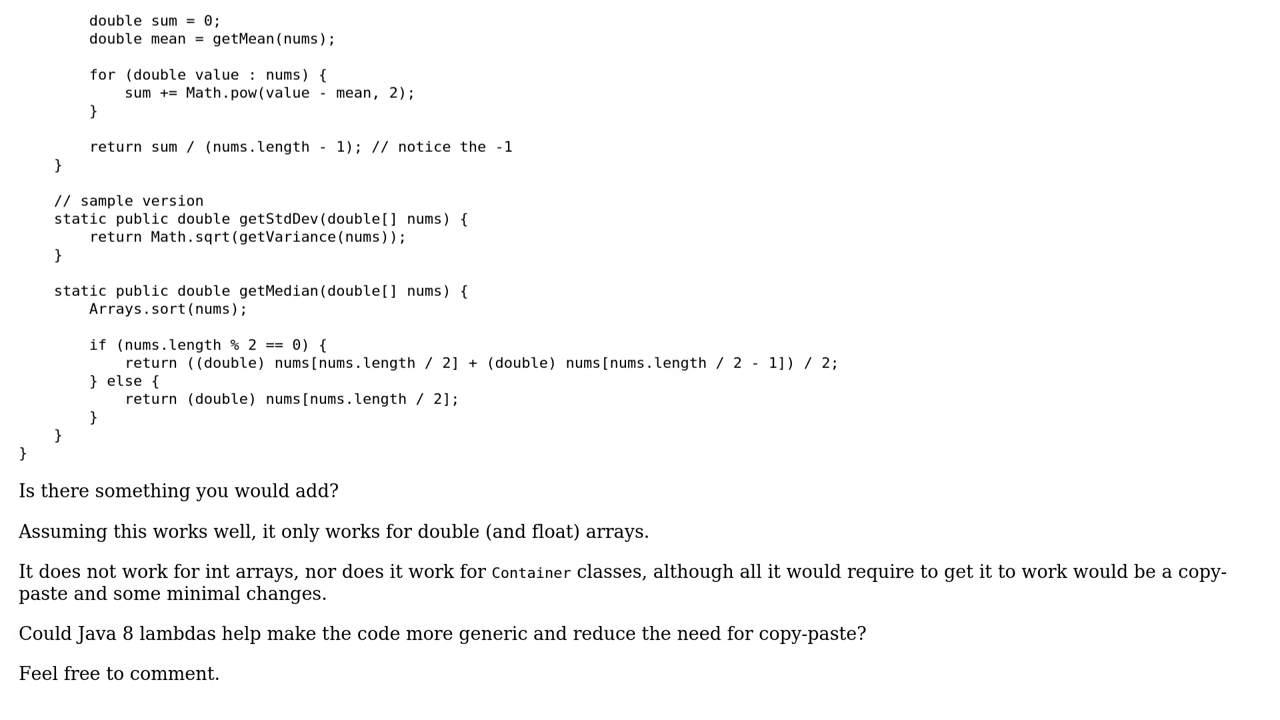 double sum = 0;
double mean = getMean(nums);
for (double value : nums) {
sum += Math.pow(value - mean, 2);
}
return sum / (nums.length - 1); // notice the -1
}
// sample version
static public double getStdDev(double[] nums) {
return Math.sqrt(getVariance(nums));
}
static public double getMedian(double[] nums) {
Arrays.sort(nums);
if (nums.length % 2 == 0) {
return ((double) nums[nums.length / 2] + (double) nums[nums.length / 2 - 1]) / 2;
} else {
return (double) nums[nums.length / 2];
}
}
}
Is there something you would add?
Assuming this works well, it only works for double (and float) arrays.
It does not work for int arrays, nor does it work for Container classes, although all it would require to get it to work would be a copy-
paste and some minimal changes.
Could Java 8 lambdas help make the code more generic and reduce the need for copy-paste?
Feel free to comment.